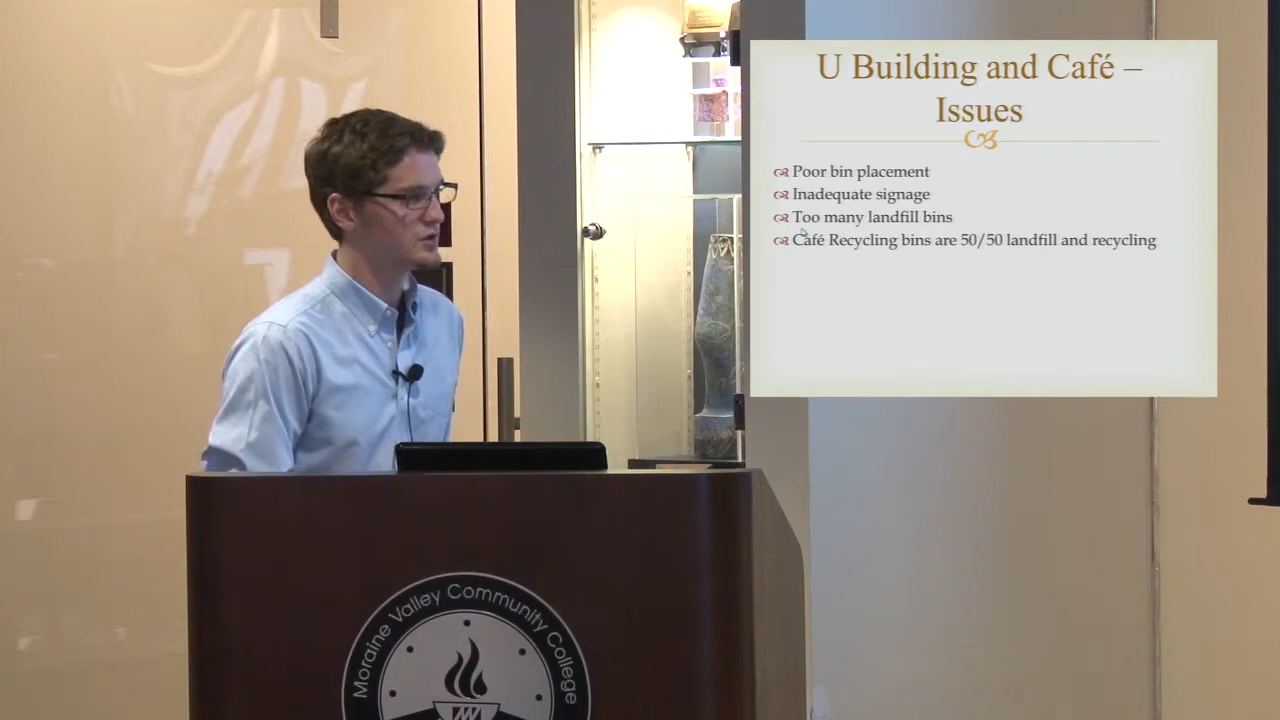 U Building and Café –
Issues
Poor bin placement
Inadequate signage
Too many landfill bins
Café Recycling bins are 50/50 landfill and recycling
Moraine Valley Community College